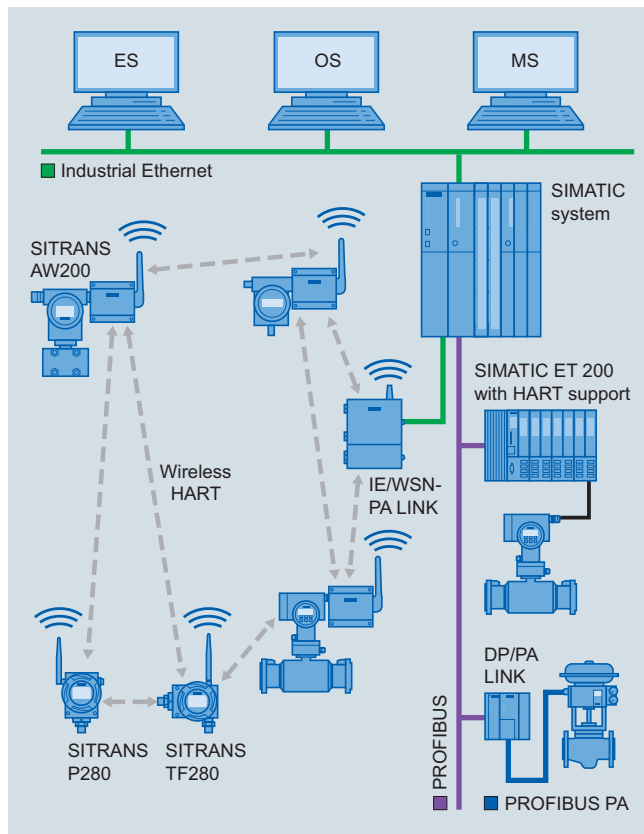 ES
OS
MS
Industrial Ethernet
SIMATIC
system
SITRANS
AW200
SIMATIC ET 200
with HART support
Wireless
HART
IE/WSN-
PA LINK
DP/PA
LINK
SITRANS
P280
SITRANS
TF280
PROFIBUS
PROFIBUS PA